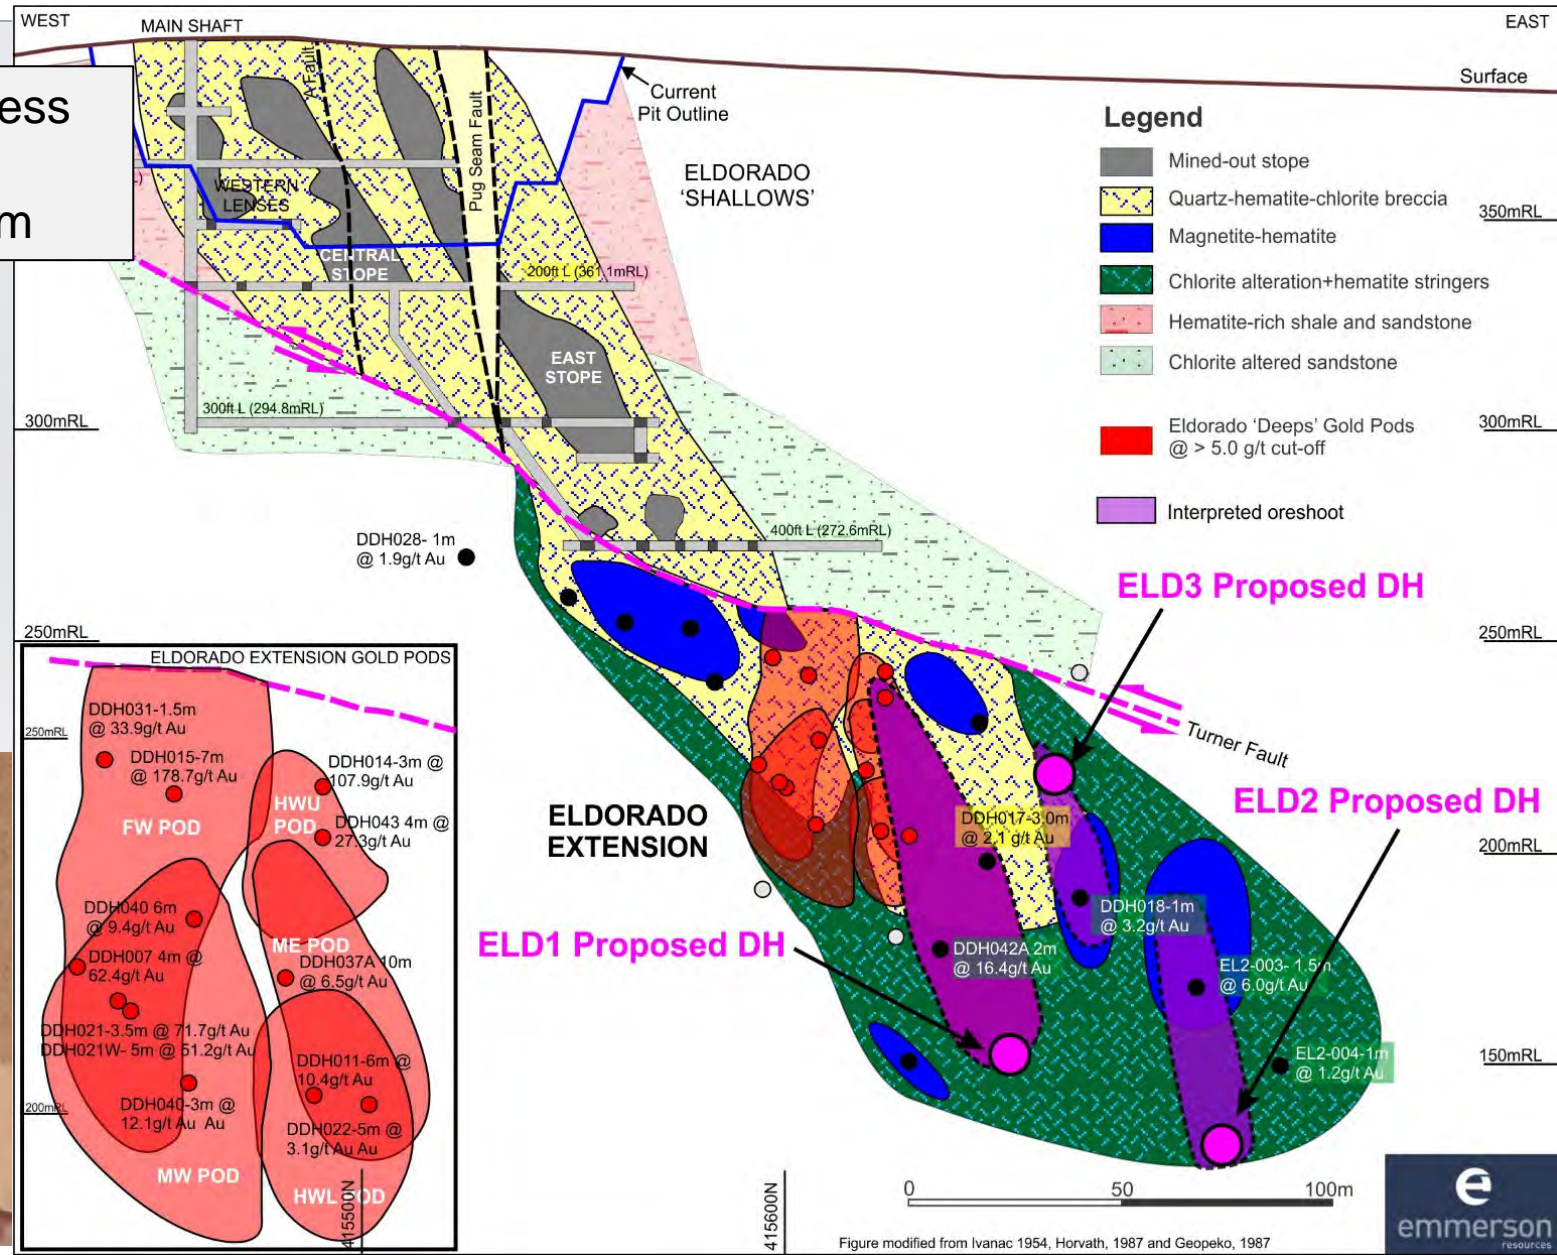 WEST
MAIN SHAFT
EAST
Surface
ess
m
A Fault
Pug Seam Fault
Current
Pit Outline
ELDORADO
'SHALLOWS'
WESTERN
LENSES
CENTRAL
STOPE
200ft L (361.1mRL)
EAST
STOPE
300ft L (294.8mRL)
300mRL
400ft L (272.6mRL)
DDH028- 1m
@ 1.9g/t Au
250mRL
Legend
Mined-out stope
Quartz-hematite-chlorite breccia
350mRL
Magnetite-hematite
Chlorite alteration+hematite stringers
Hematite-rich shale and sandstone
Chlorite altered sandstone
Eldorado 'Deeps' Gold Pods
@ > 5.0 g/t cut-off
300mRL
Interpreted oreshoot
ELD3 Proposed DH
250mRL
Turner Fault
ELD2 Proposed DH
200mRL
ELDORADO
EXTENSION
DDH017-3.0m
@ 2.1 g/t Au
DDH018-1m
@ 3.2g/t Au
ELD1 Proposed DH
DDH042A 2m
@ 16.4g/t Au
EL2-003- 1.5m
@ 6.0g/t Au
EL2-004-1m
@ 1.2g/t Au
150mRL
ELDORADO EXTENSION GOLD PODS
DDH031-1.5m
@ 33.9g/t Au
250mRL
DDH015-7m
@ 178.7g/t Au
DDH014-3m @
107.9g/t Au
FW POD
HWU
POD
DDH043 4m @
27.3g/t Au
DDH040 6m
@ 9.4g/t Au
ME POD
DDH007 4m @
62.4g/t Au
DDH037A 10m
@ 6.5g/t Au
DDH021-3.5m @ 71.7g/t Au
DDH021W- 5m @ 51.2g/t Au
DDH011-6m @
10.4g/t Au
200mRL
DDH040-3m @
12.1g/t Au Au
DDH022-5m @
3.1g/t Au Au
MW POD
HWL POD
415500N
415600N
0 50 100m
Figure modified from Ivanac 1954, Horvath, 1987 and Geopeko, 1987
e
emmerson
resources